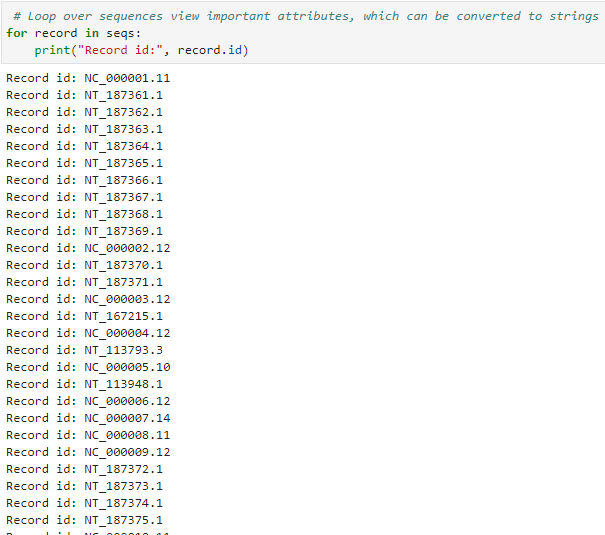 # Loop over sequences view important attributes, which can be converted to strings
for record in seqs:
    print("Record id:", record.id)
Record id: NC_000001.11
Record id: NT_187361.1
Record id: NT_187362.1
Record id: NT_187363.1
Record id: NT_187364.1
Record id: NT_187365.1
Record id: NT_187366.1
Record id: NT_187367.1
Record id: NT_187368.1
Record id: NT_187369.1
Record id: NC_000002.12
Record id: NT_187370.1
Record id: NT_187371.1
Record id: NC_000003.12
Record id: NT_167215.1
Record id: NC_000004.12
Record id: NT_113793.3
Record id: NC_000005.10
Record id: NT_113948.1
Record id: NC_000006.12
Record id: NC_000007.14
Record id: NC_000008.11
Record id: NC_000009.12
Record id: NT_187372.1
Record id: NT_187373.1
Record id: NT_187374.1
Record id: NT_187375.1